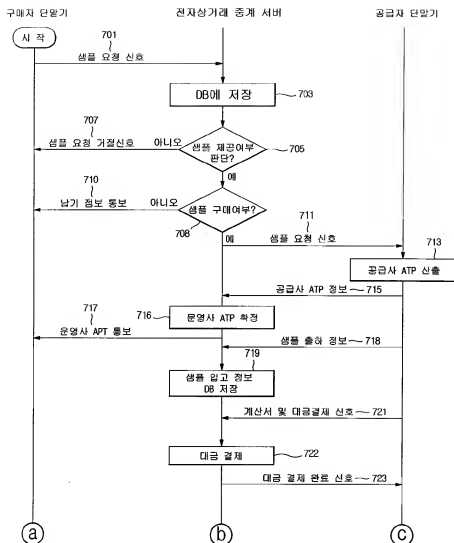 구매자 단말기 전자상거래 중계 서버 공급자 단말기
시 작
701
샘플 요청 신호
DB에 저장
703
707
샘플 요청 거절신호
아니오
샘플 제공여부
판단?
705
예
710
납기 정보 통보
아니오
샘플 구매여부?
708
예
711
샘플 요청 신호
713
공급사 ATP 산출
공급사 ATP 정보
715
717
716
운영사 ATP 확정
운영사 APT 통보
샘플 출하 정보
718
719
샘플 입고 정보
DB 저장
계산서 및 대금결제 신호
721
대금 결제
722
대금 결제 완료 신호
723
a b c